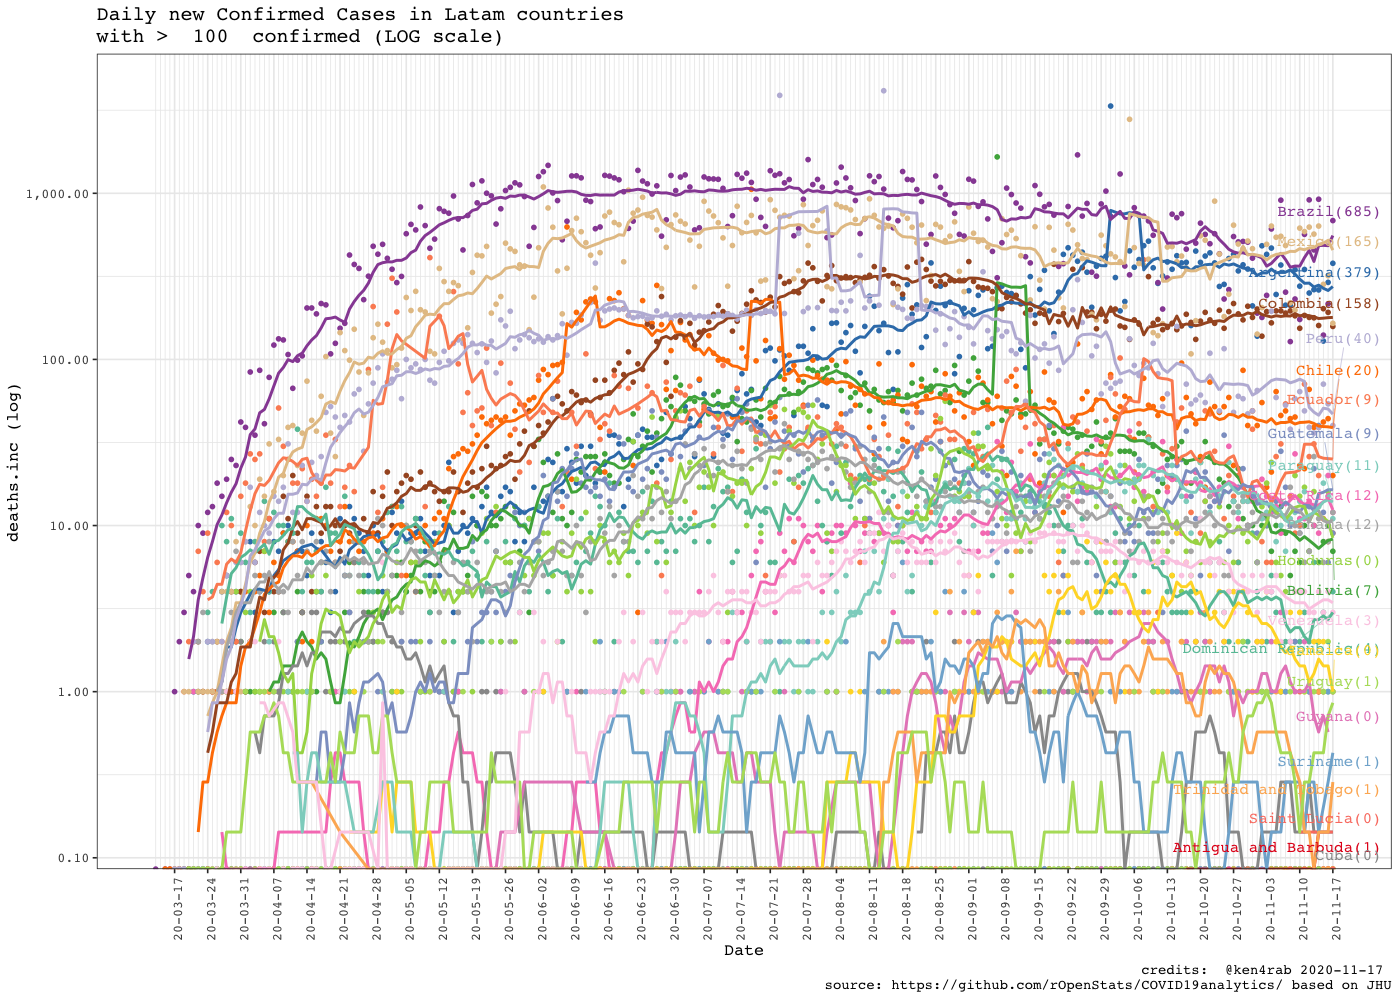 Daily new Confirmed Cases in Latam countries
with >  100  confirmed (LOG scale)
deaths.inc (log)
1,000.00
100.00
10.00
1.00
0.10
Brazil(685)
Mexico(165)
Argentina(379)
Colombia(158)
Peru(40)
Chile(20)
Ecuador(9)
Guatemala(9)
Paraguay(11)
Costa Rica(12)
Panama(12)
Honduras(0)
Bolivia(7)
Venezuela(3)
Dominican Republic(4)
Uruguay(1)
Guyana(0)
Suriname(1)
Trinidad and Tobago(1)
Saint Lucia(0)
Antigua and Barbuda(1)
Cuba(0)
20-03-17
20-03-24
20-03-31
20-04-07
20-04-14
20-04-21
20-04-28
20-05-05
20-05-12
20-05-19
20-05-26
20-06-02
20-06-09
20-06-16
20-06-23
20-06-30
20-07-07
20-07-14
20-07-21
20-07-28
20-08-04
20-08-11
20-08-18
20-08-25
20-09-01
20-09-08
20-09-15
20-09-22
20-09-29
20-10-06
20-10-13
20-10-20
20-10-27
20-11-03
20-11-10
20-11-17
Date
credits:  @ken4rab 2020-11-17
source: https://github.com/rOpenStats/COVID19analytics/ based on JHU